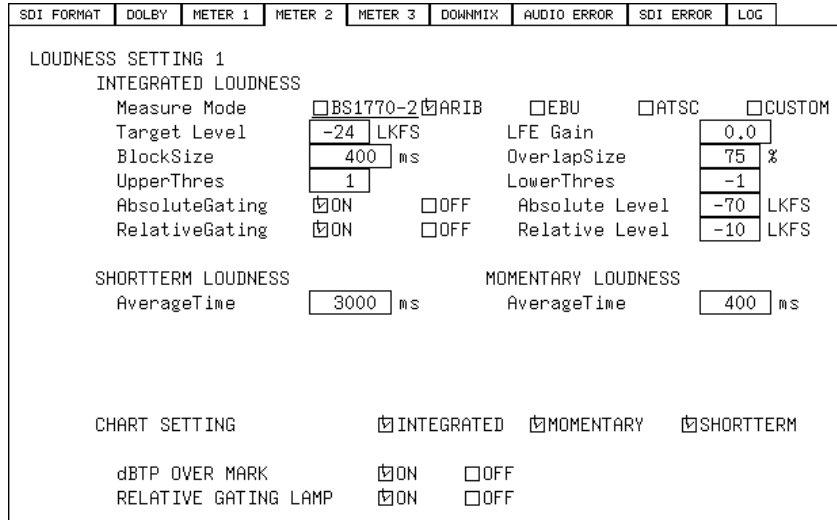 SDI FORMAT DOLBY METER 1 METER 2 METER 3 DOWNMIX AUDIO ERROR SDI ERROR LOG
LOUDNESS SETTING 1
INTEGRATED LOUDNESS
Measure Mode BS1770-2 ARIB EBU ATSC CUSTOM
Target Level -24 LKFS LFE Gain 0.0
BlockSize 400 ms OverlapSize 75 %
UpperThres 1 LowerThres -1
AbsoluteGating ON OFF Absolute Level -70 LKFS
RelativeGating ON OFF Relative Level -10 LKFS
SHORTTERM LOUDNESS MOMENTARY LOUDNESS
AverageTime 3000 ms AverageTime 400 ms
CHART SETTING INTEGRATED MOMENTARY SHORTTERM
dBTP OVER MARK ON OFF
RELATIVE GATING LAMP ON OFF